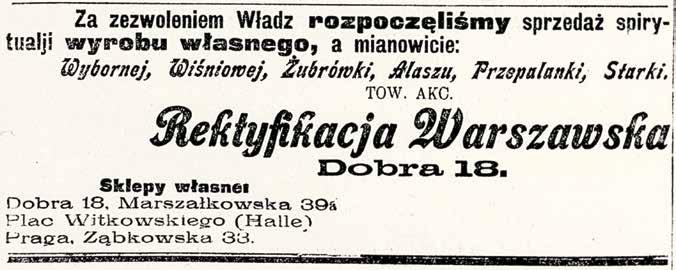 Za zezwoleniem Władz rozpoczęliśmy sprzedaż spiry-
tualji wyrobu własnego, a mianowicie:
Wybornej, Wiśniowej, Żubrówki, Alaszu, Przepalanki, Starki.
TOW. AKC.
Rektyfikacja Warszawska
Dobra 18.
Sklepy własne:
Dobra 18, Marszałkowska 39a
Plac Witkowskiego (Halle)
Praga, Ząbkowska 33.